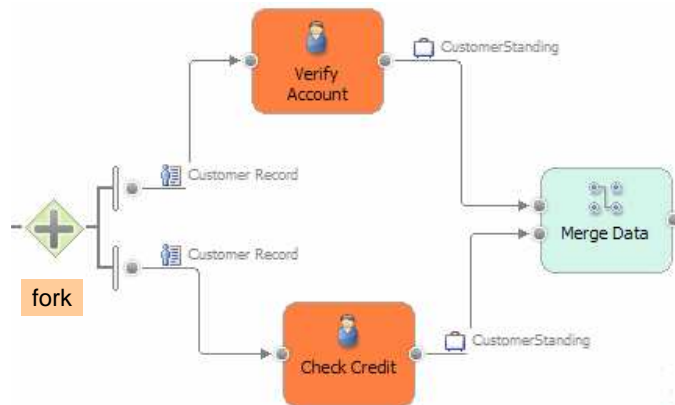 CustomerStanding
Verify
Account
Customer Record
Merge Data
Customer Record
fork
CustomerStanding
Check Credit